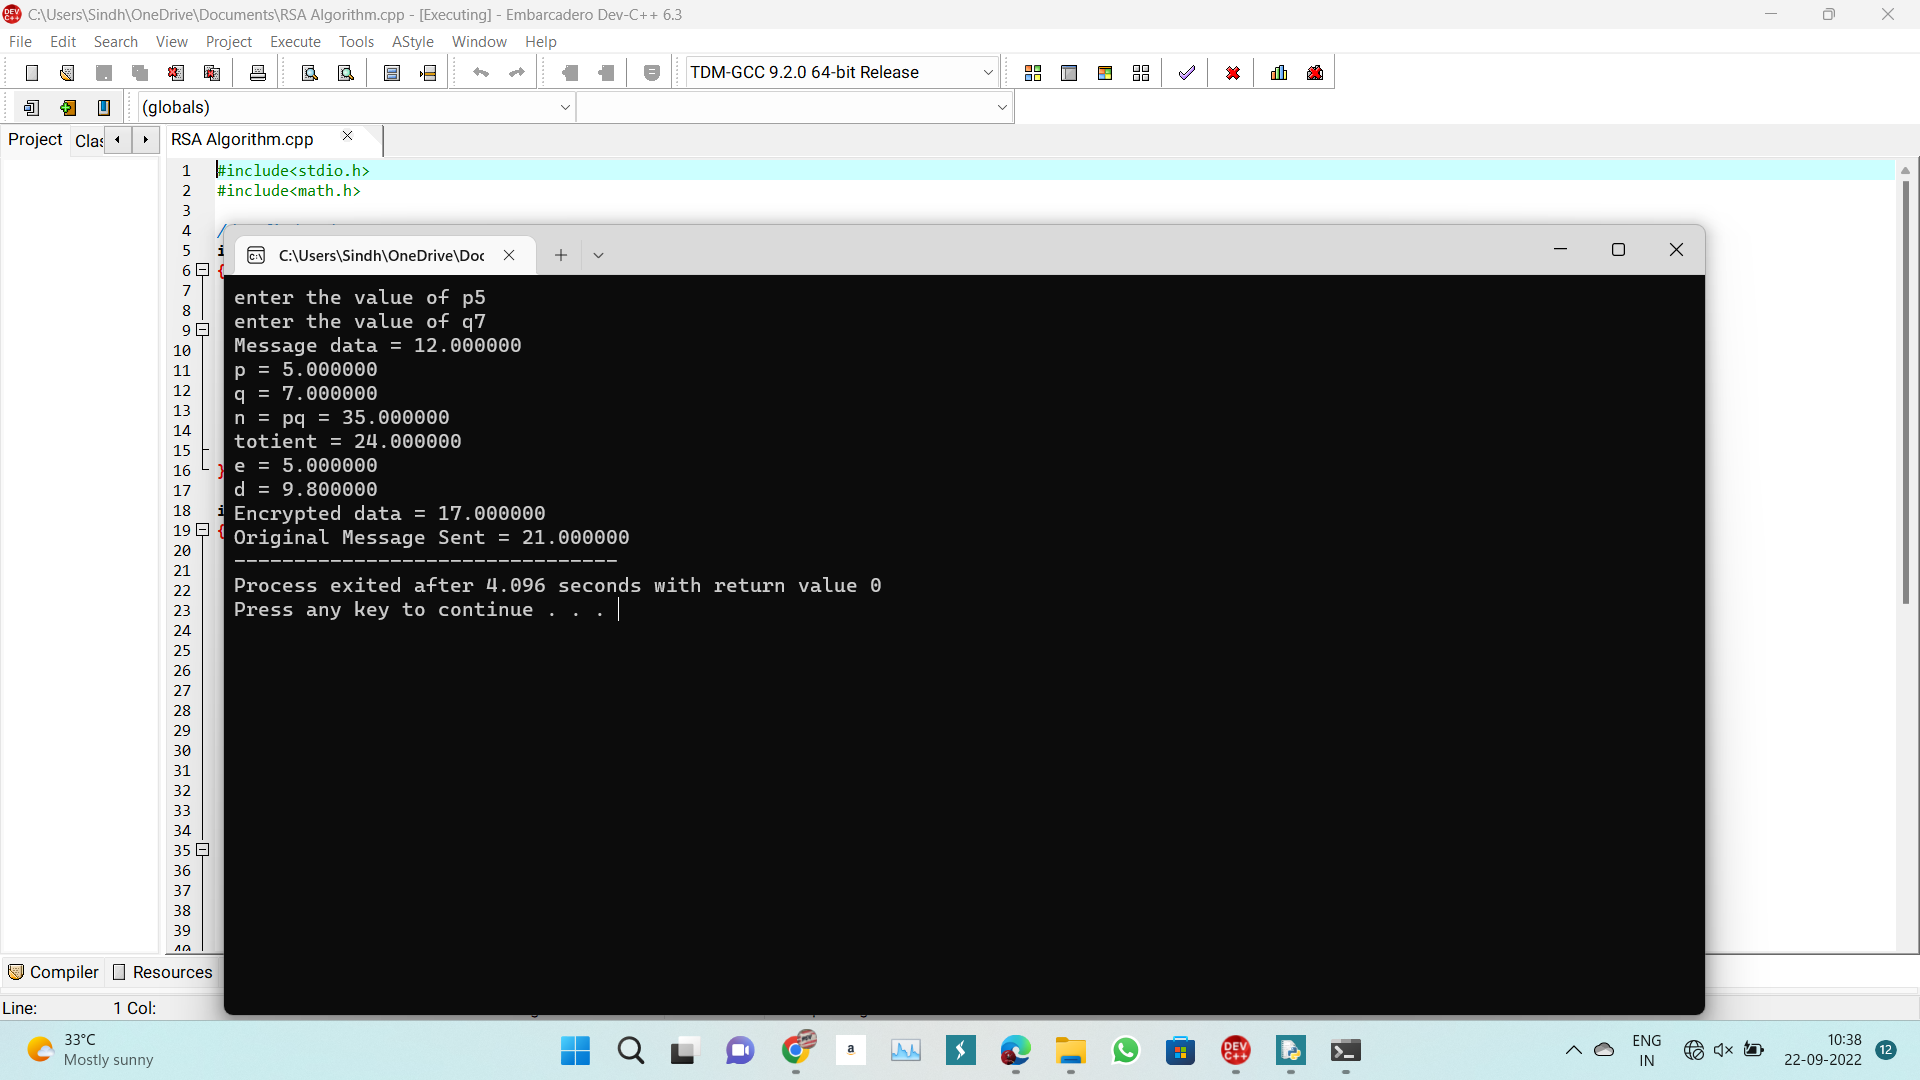 C:\Users\Sindh\OneDrive\Documents\RSA Algorithm.cpp - [Executing] - Embarcadero Dev-C++ 6.3
File Edit Search View Project Execute Tools AStyle Window Help
TDM-GCC 9.2.0 64-bit Release
(globals)
Project Clas RSA Algorithm.cpp
1 #include<stdio.h>
2 #include<math.h>
3
4
5
6 {
7
8
9
10
11
12
13
14
15
16 }
17
18
19 {
20
21
22
23
24
25
26
27
28
29
30
31
32
33
34
35
36
37
38
39
40
C:\Users\Sindh\OneDrive\Doc
enter the value of p5
enter the value of q7
Message data = 12.000000
p = 5.000000
q = 7.000000
n = pq = 35.000000
totient = 24.000000
e = 5.000000
d = 9.800000
Encrypted data = 17.000000
Original Message Sent = 21.000000
--------------------------------
Process exited after 4.096 seconds with return value 0
Press any key to continue . . .
Compiler Resources
Line: 1 Col:
33°C
Mostly sunny
a
DEV C++
ENG
IN
10:38
22-09-2022
12